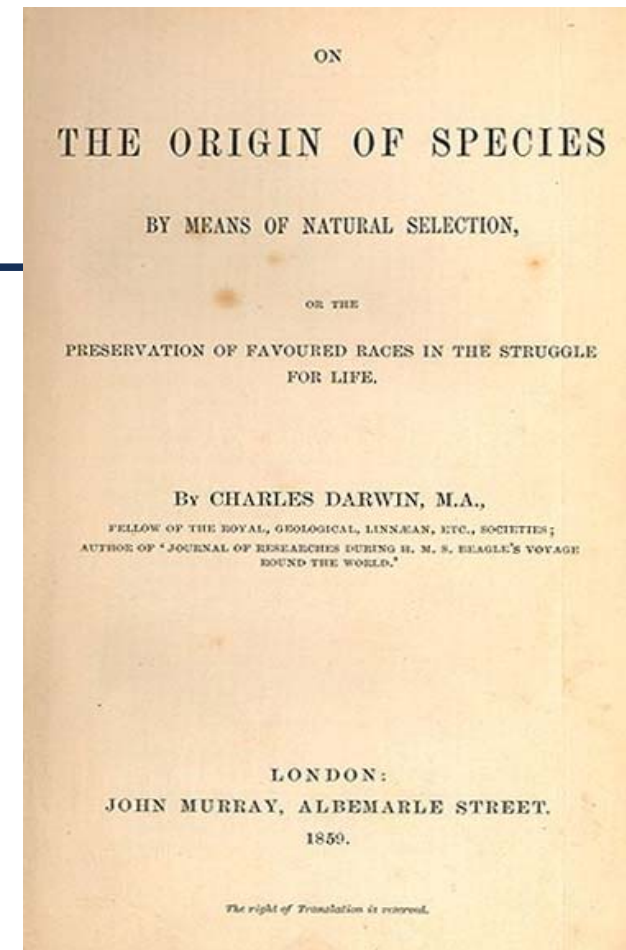 ON
THE ORIGIN OF SPECIES
BY MEANS OF NATURAL SELECTION,
OR THE
PRESERVATION OF FAVOURED RACES IN THE STRUGGLE
FOR LIFE.
BY CHARLES DARWIN, M.A.,
FELLOW OF THE ROYAL, GEOLOGICAL, LINNÆAN, ETC., SOCIETIES;
AUTHOR OF 'JOURNAL OF RESEARCHES DURING H. M. S. BEAGLE'S VOYAGE
ROUND THE WORLD.'
LONDON:
JOHN MURRAY, ALBEMARLE STREET.
1859.
The right of Translation is reserved.